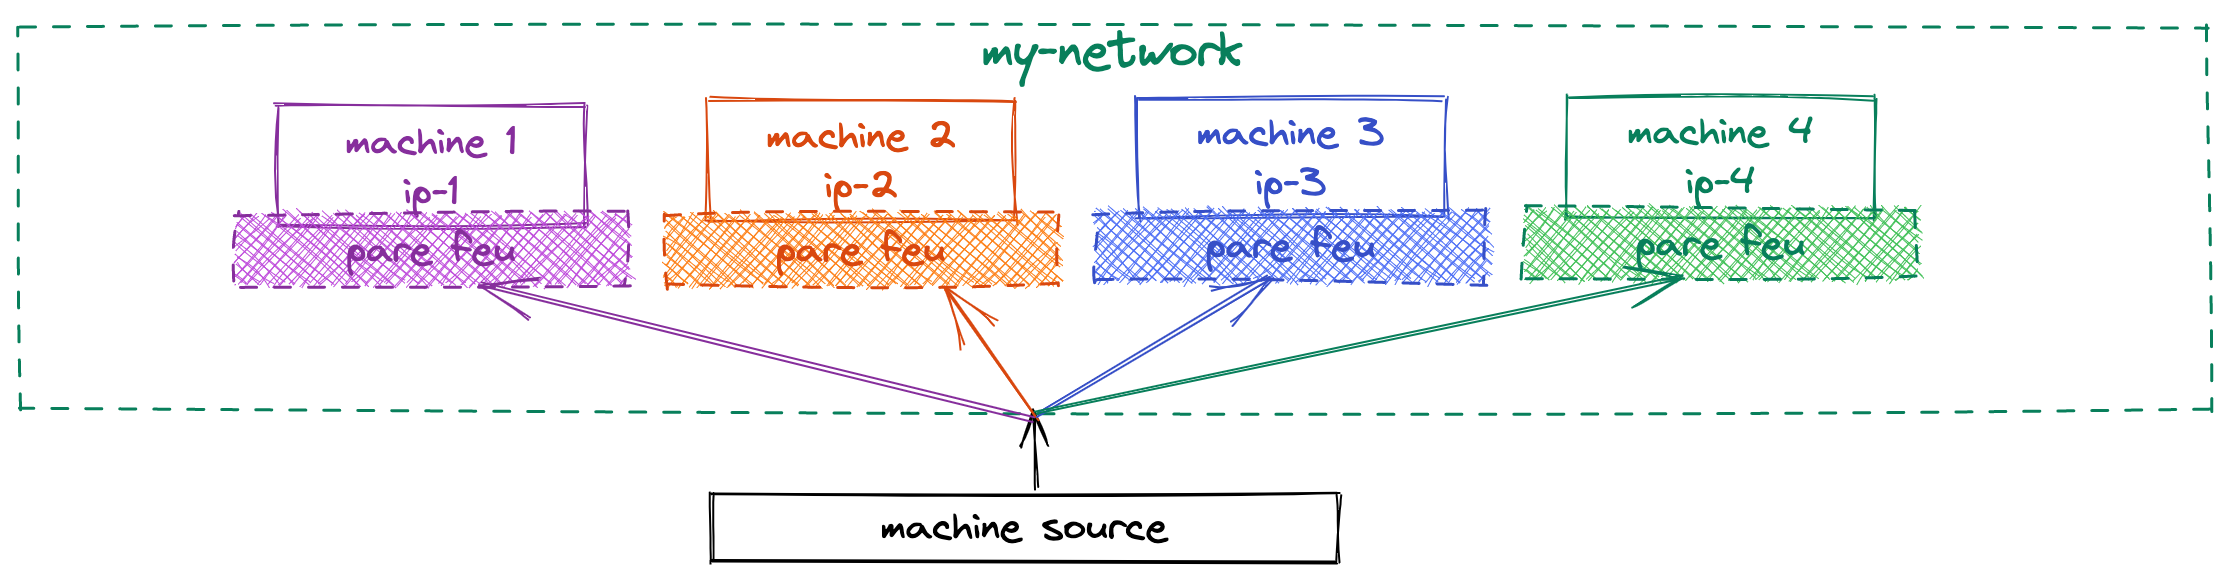 my-network
machine 1
ip-1
pare feu
machine 2
ip-2
pare feu
machine 3
ip-3
pare feu
machine 4
ip-4
pare feu
machine source